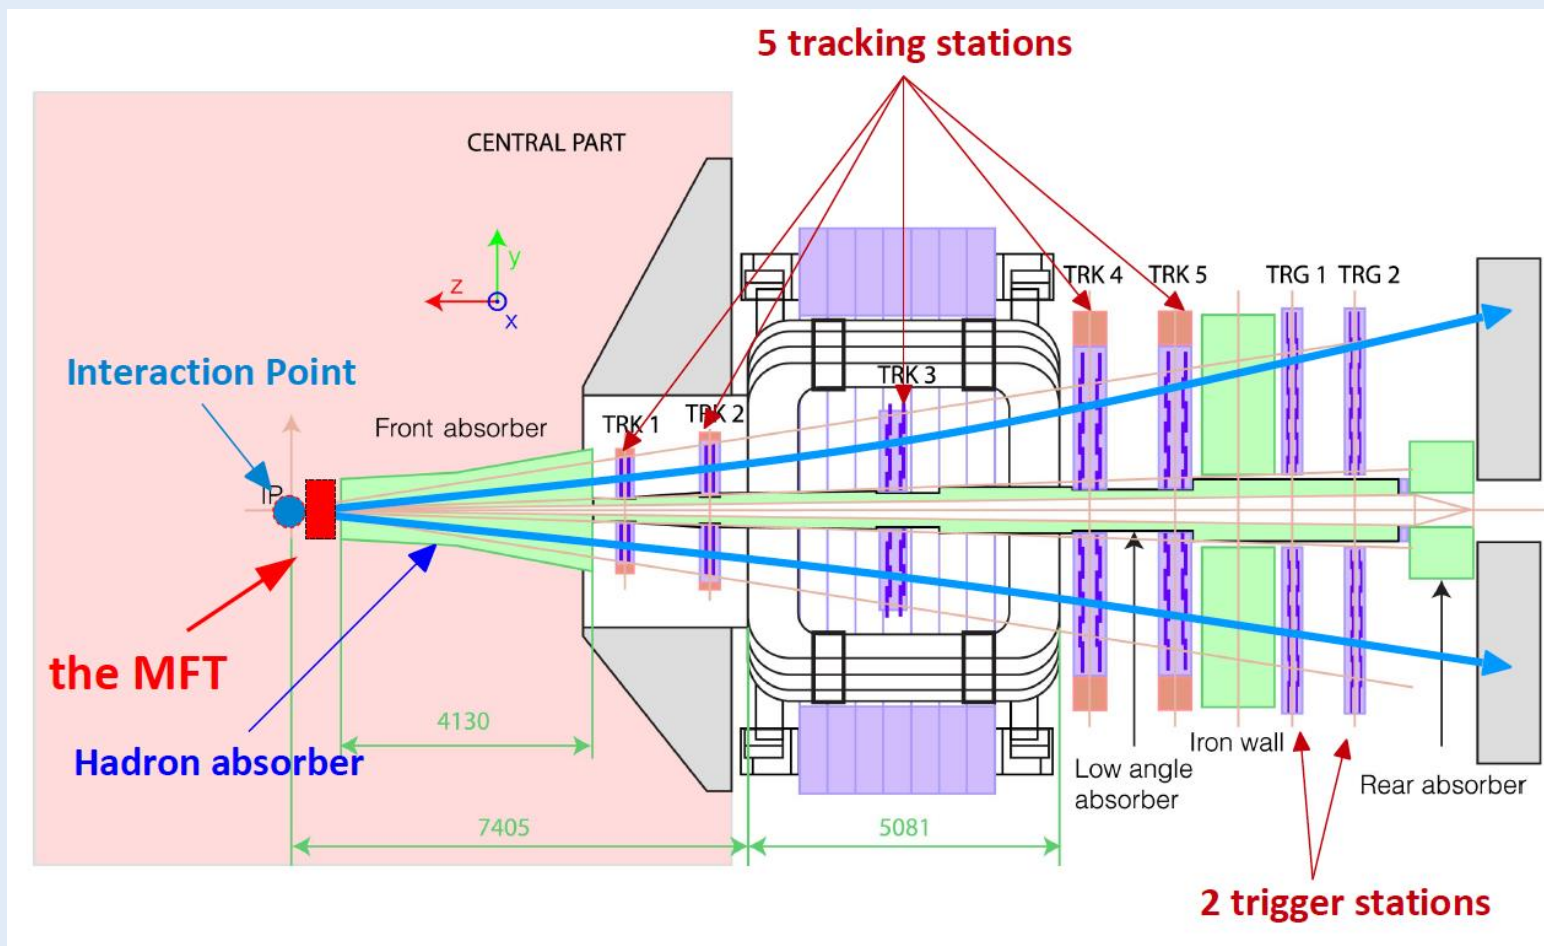 5 tracking stations
CENTRAL PART
y
z
x
TRK 4
TRK 5
TRG 1
TRG 2
Interaction Point
TRK 3
TRK 1
TRK 2
Front absorber
IP
the MFT
4130
Hadron absorber
Iron wall
Low angle
absorber
Rear absorber
7405
5081
2 trigger stations